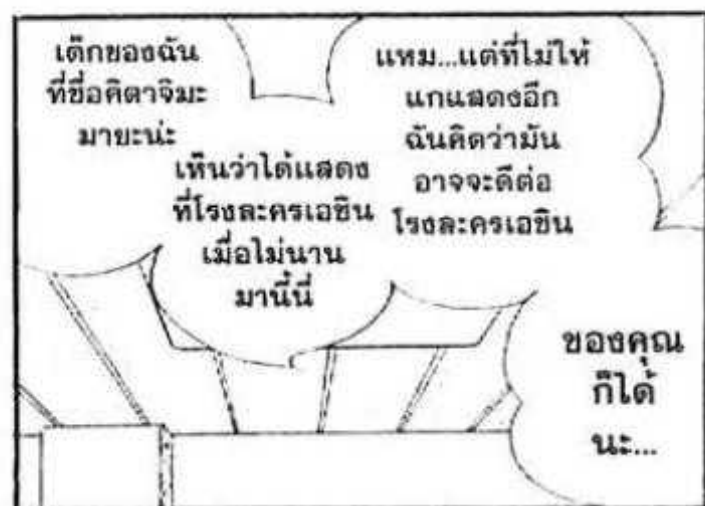 เด็กของฉัน
ที่ชื่อคิตาจิมะ
มายะน่ะ
เห็นว่าได้แสดง
ที่โรงละครเอชิน
เมื่อไม่นาน
มานี้นี่
แหม...แต่ที่ไม่ให้
แกแสดงอีก
ฉันคิดว่ามัน
อาจจะดีต่อ
โรงละครเอชิน
ของคุณ
ก็ได้
นะ...